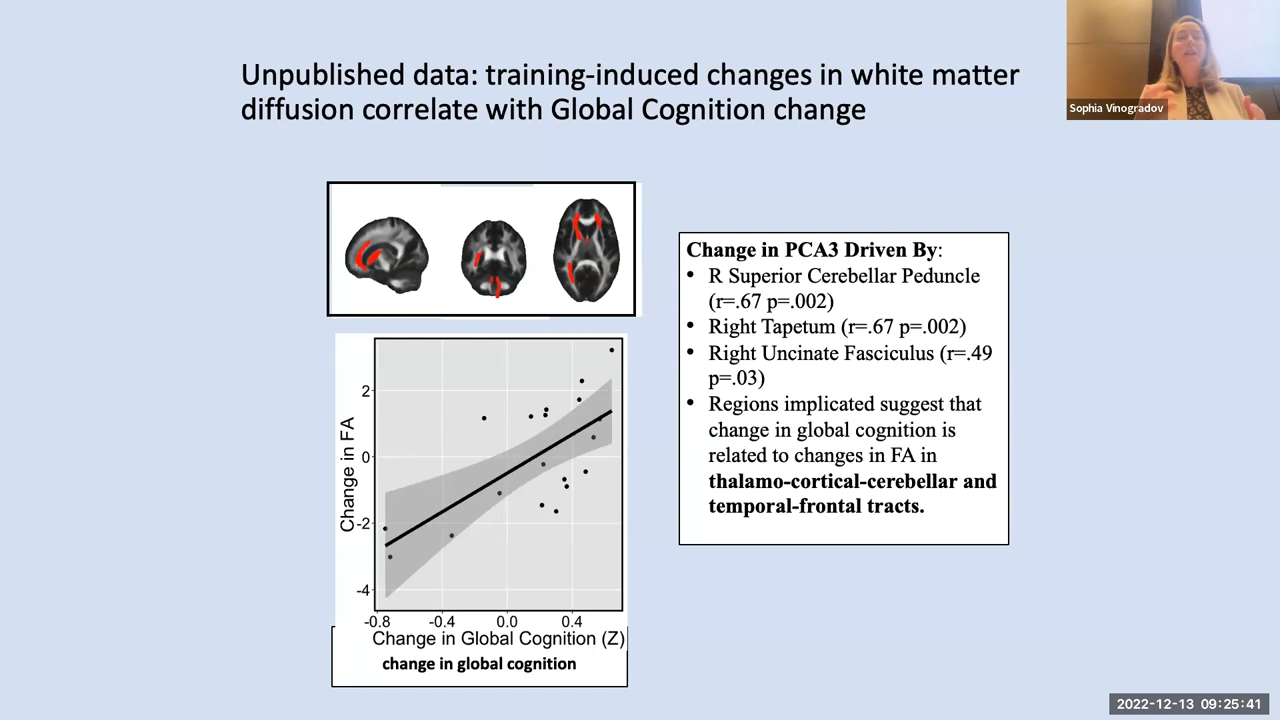 Unpublished data: training-induced changes in white matter
diffusion correlate with Global Cognition change
Sophia Vinogradov
Change in PCA3 Driven By:
• R Superior Cerebellar Peduncle
(r=.67 p=.002)
• Right Tapetum (r=.67 p=.002)
• Right Uncinate Fasciculus (r=.49
p=.03)
• Regions implicated suggest that
change in global cognition is
related to changes in FA in
thalamo-cortical-cerebellar and
temporal-frontal tracts.
Change in FA
2
0
-2
-4
-0.8 -0.4 0.0 0.4
Change in Global Cognition (Z)
change in global cognition
2022-12-13 09:25:41